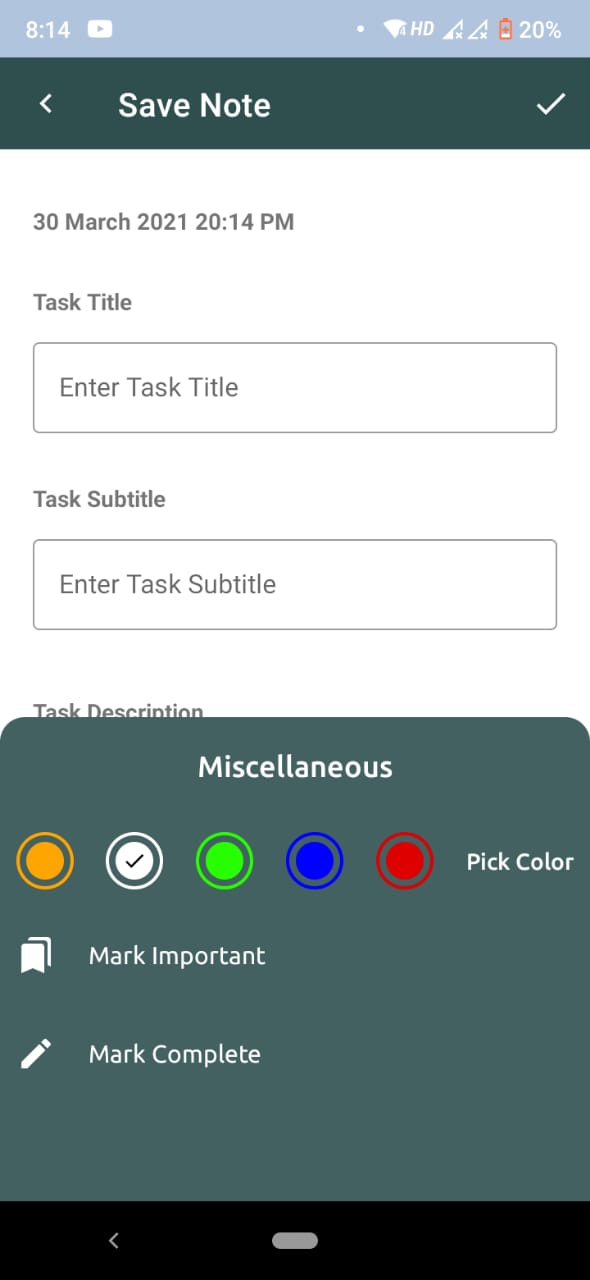 8:14 4 HD 20%
Save Note
30 March 2021 20:14 PM
Task Title
Enter Task Title
Task Subtitle
Enter Task Subtitle
Task Description
Miscellaneous
Pick Color
Mark Important
Mark Complete